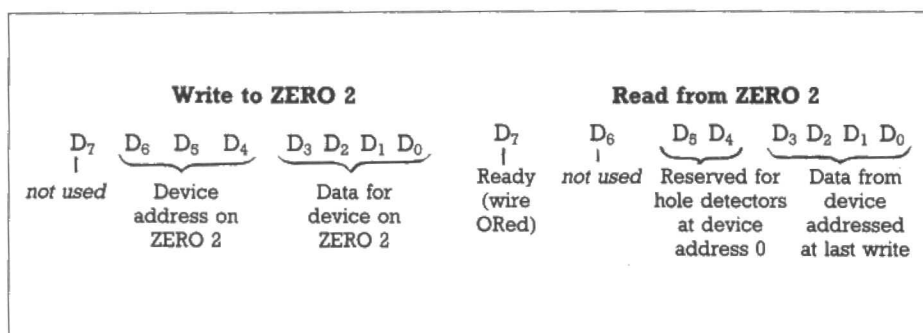 Write to ZERO 2
D₇ D₆ D₅ D₄ D₃ D₂ D₁ D₀
not used
Device
address on
ZERO 2
Data for
device on
ZERO 2
Read from ZERO 2
D₇ D₆ D₅ D₄ D₃ D₂ D₁ D₀
Ready
(wire
ORed)
not used
Reserved for
hole detectors
at device
address 0
Data from
device
addressed
at last write